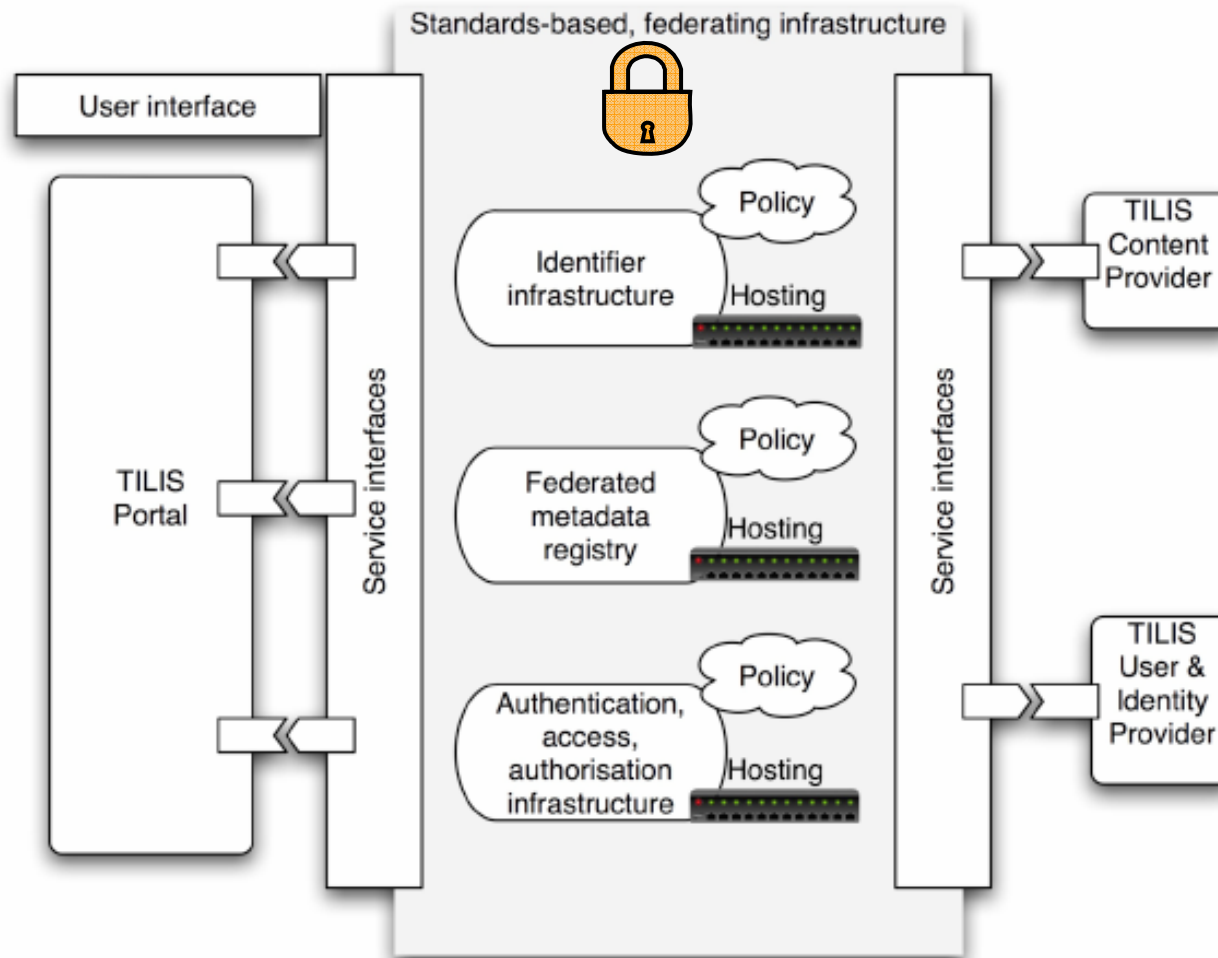 Standards-based, federating infrastructure
User interface
TILIS
Portal
Service interfaces
Policy
Identifier
infrastructure
Hosting
Policy
Federated
metadata
registry
Hosting
Policy
Authentication,
access,
authorisation
infrastructure
Hosting
Service interfaces
TILIS
Content
Provider
TILIS
User &
Identity
Provider